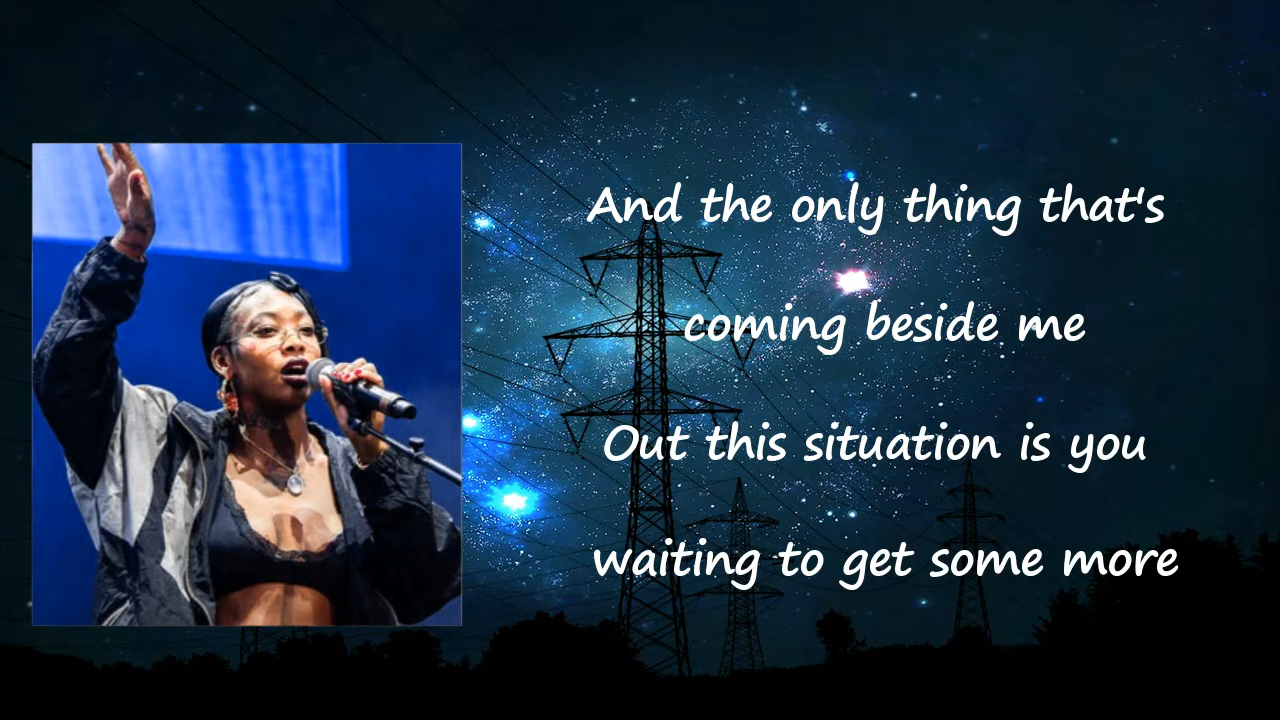 And the only thing that's
coming beside me
Out this situation is you
waiting to get some more